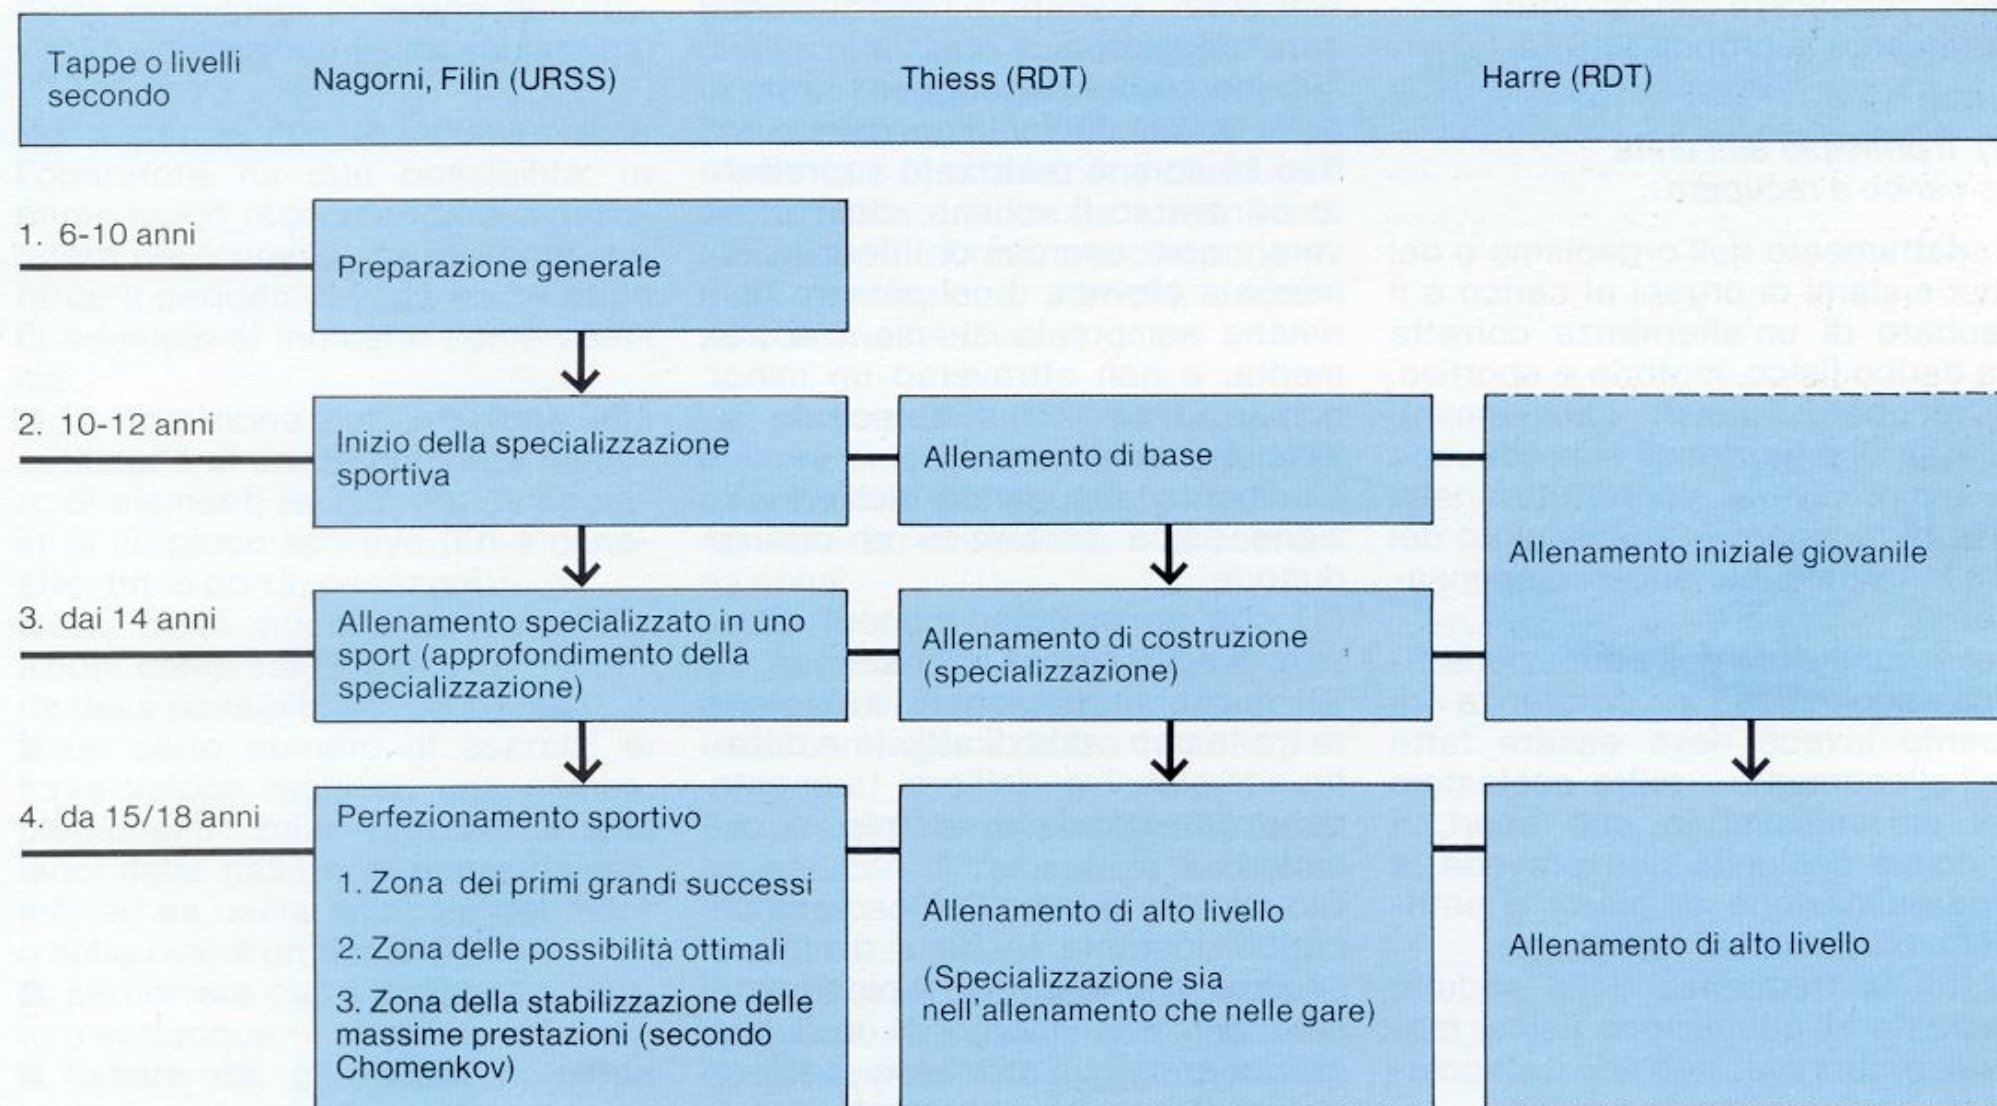 Tappe o livelli
secondo
Nagorni, Filin (URSS)
Thiess (RDT)
Harre (RDT)
1. 6-10 anni
Preparazione generale
2. 10-12 anni
Inizio della specializzazione
sportiva
Allenamento di base
Allenamento iniziale giovanile
3. dai 14 anni
Allenamento specializzato in uno
sport (approfondimento della
specializzazione)
Allenamento di costruzione
(specializzazione)
4. da 15/18 anni
Perfezionamento sportivo
1. Zona dei primi grandi successi
2. Zona delle possibilità ottimali
3. Zona della stabilizzazione delle
massime prestazioni (secondo
Chomenkov)
Allenamento di alto livello
(Specializzazione sia
nell'allenamento che nelle gare)
Allenamento di alto livello